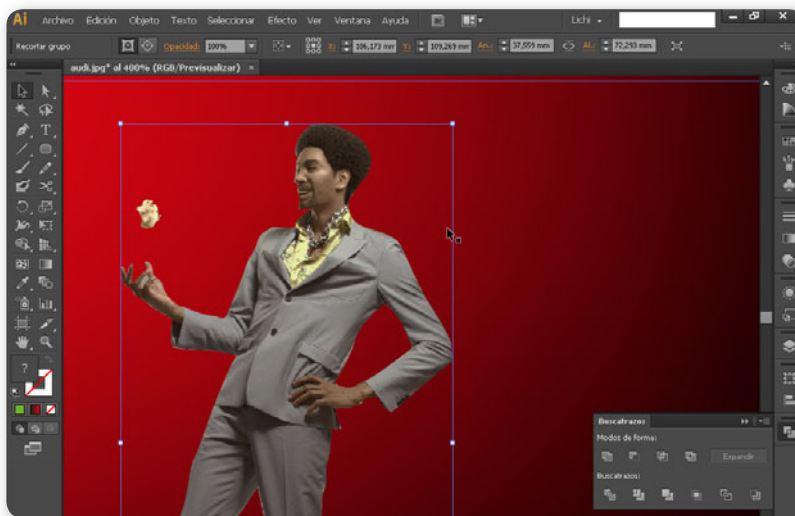 Ai Archivo Edición Objeto Texto Seleccionar Efecto Ver Ventana Ayuda Br Lichi
Recortar grupo Opacidad: 100% X: 106,173 mm Y: 109,269 mm An.: 37,559 mm Al.: 72,293 mm
audi.jpg* al 400% (RGB/Previsualizar) ×
T
?
Buscatrazos
Modos de forma:
Expandir
Buscatrazos: